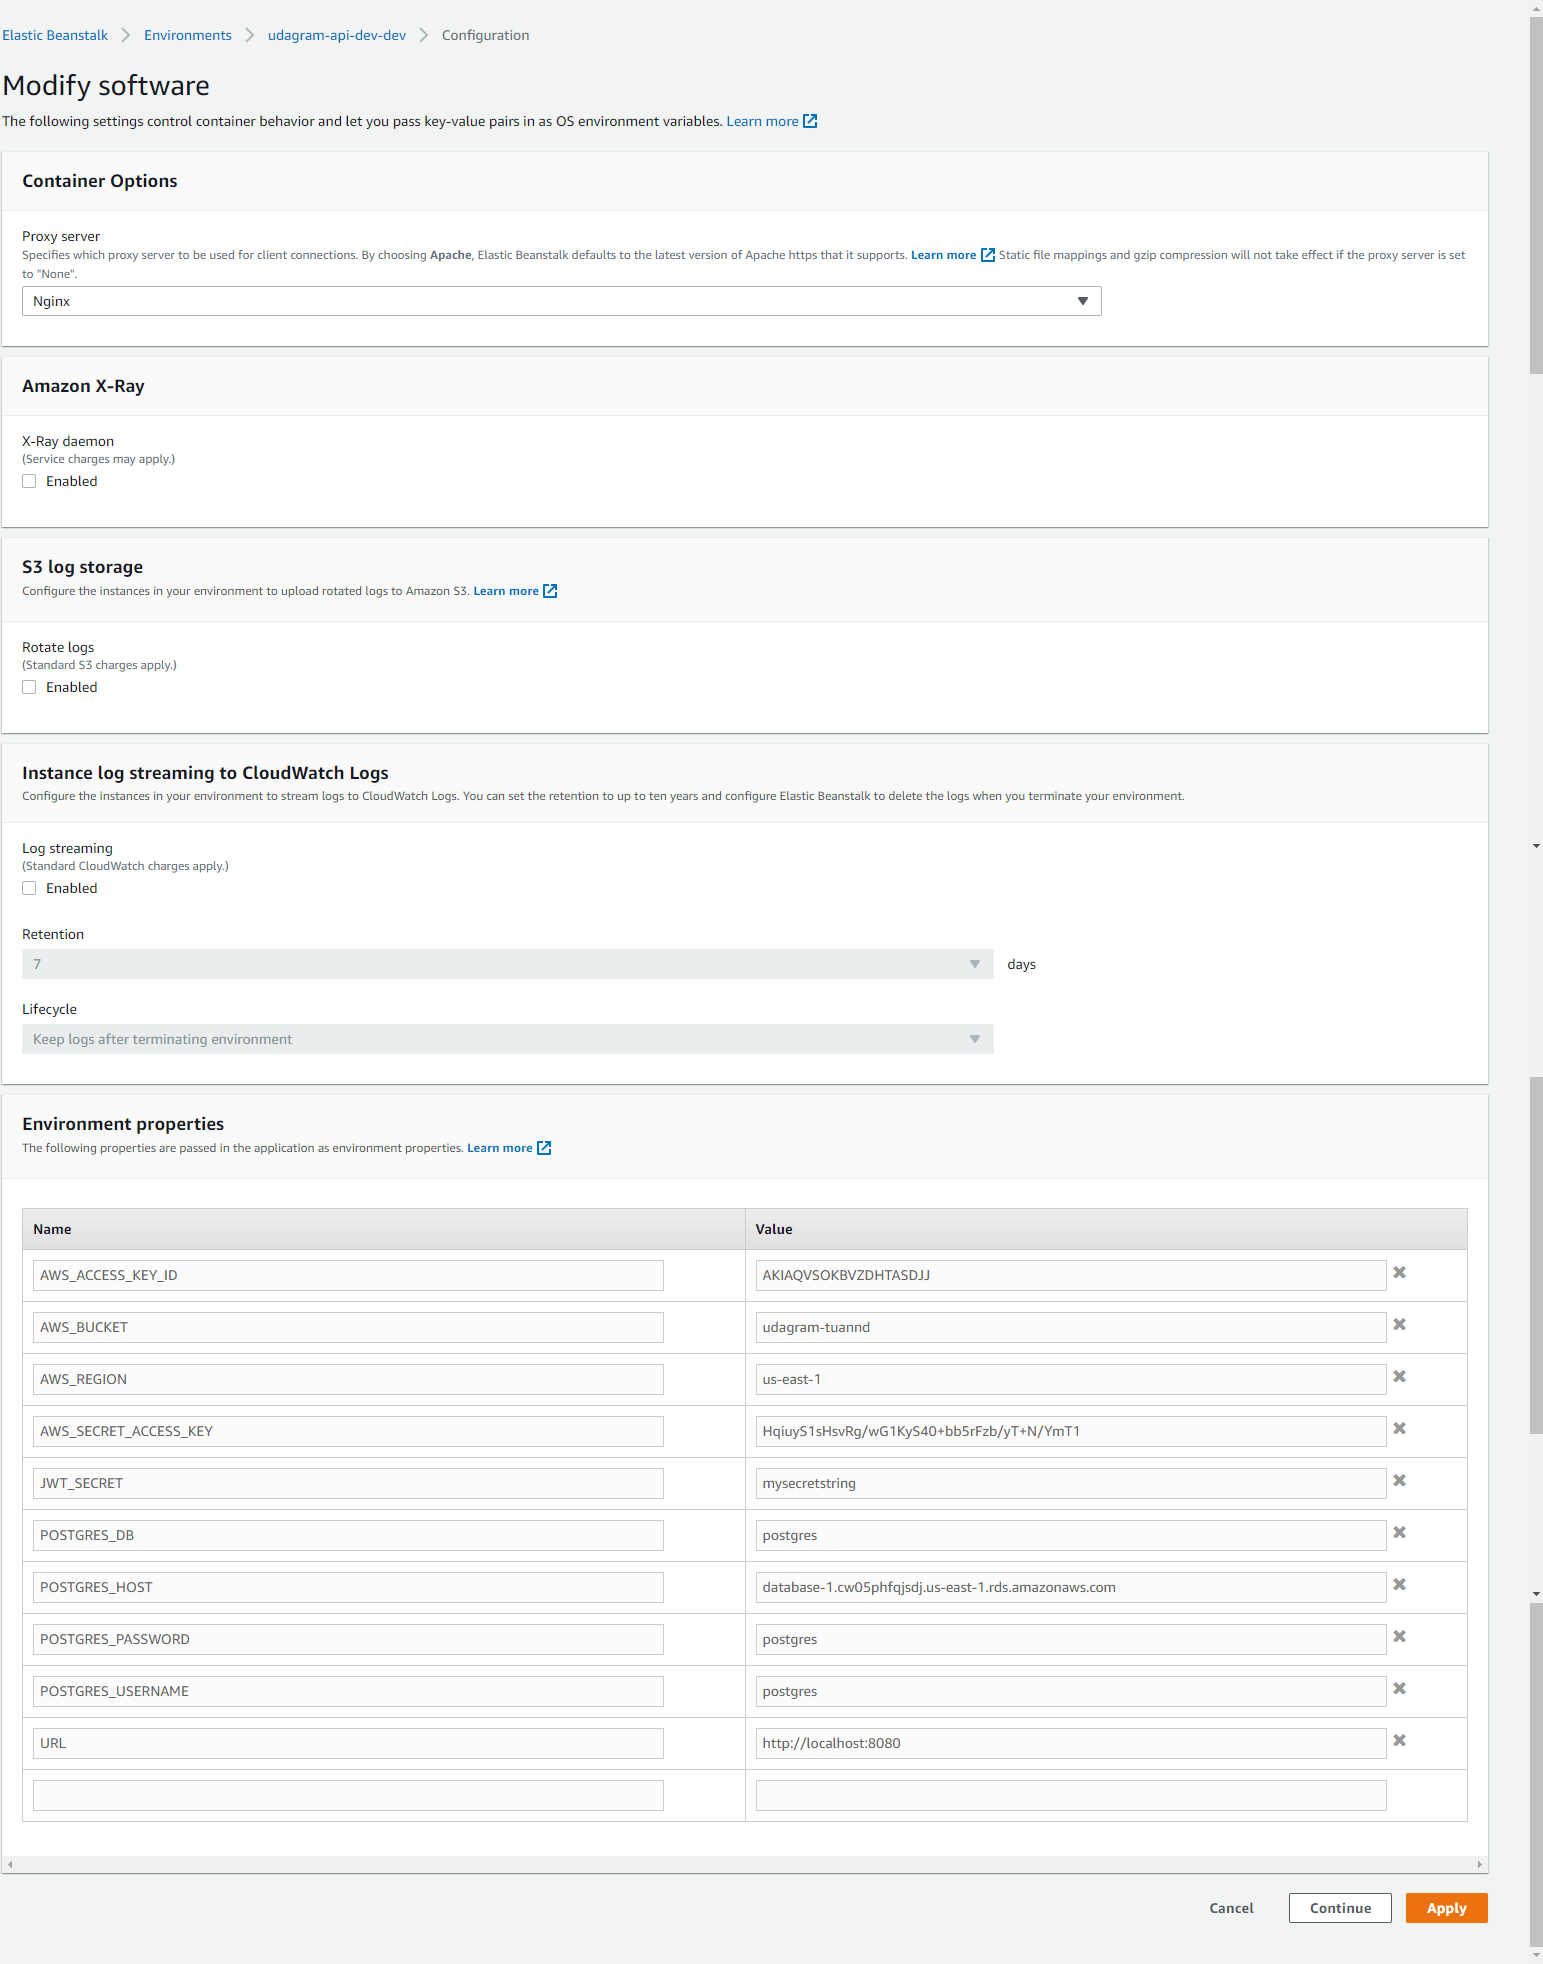 Elastic Beanstalk > Environments > udagram-api-dev-dev > Configuration
Modify software
The following settings control container behavior and let you pass key-value pairs in as OS environment variables. Learn more
Container Options
Proxy server
Specifies which proxy server to be used for client connections. By choosing Apache, Elastic Beanstalk defaults to the latest version of Apache https that it supports. Learn more Static file mappings and gzip compression will not take effect if the proxy server is set
to "None".
Nginx
Amazon X-Ray
X-Ray daemon
(Service charges may apply.)
Enabled
S3 log storage
Configure the instances in your environment to upload rotated logs to Amazon S3. Learn more
Rotate logs
(Standard S3 charges apply.)
Enabled
Instance log streaming to CloudWatch Logs
Configure the instances in your environment to stream logs to CloudWatch Logs. You can set the retention to up to ten years and configure Elastic Beanstalk to delete the logs when you terminate your environment.
Log streaming
(Standard CloudWatch charges apply.)
Enabled
Retention
7 days
Lifecycle
Keep logs after terminating environment
Environment properties
The following properties are passed in the application as environment properties. Learn more
Name Value
AWS_ACCESS_KEY_ID AKIAQVSOKBVZDHTASDJJ
AWS_BUCKET udagram-tuannd
AWS_REGION us-east-1
AWS_SECRET_ACCESS_KEY HqiuyS1sHsvRg/wG1KyS40+bb5rFzb/yT+N/YmT1
JWT_SECRET mysecretstring
POSTGRES_DB postgres
POSTGRES_HOST database-1.cw05phfqjsdj.us-east-1.rds.amazonaws.com
POSTGRES_PASSWORD postgres
POSTGRES_USERNAME postgres
URL http://localhost:8080
Cancel Continue Apply